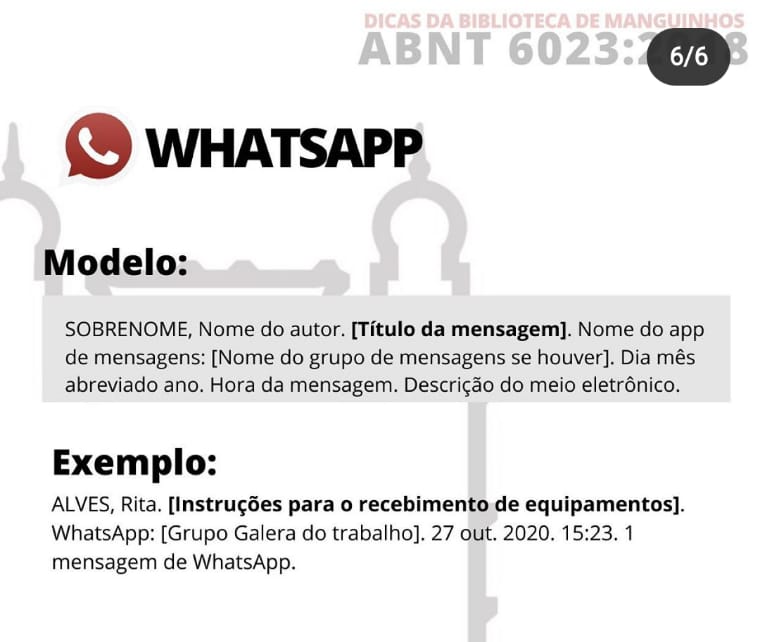 DICAS DA BIBLIOTECA DE MANGUINHOS
ABNT 6023:2018
6/6
WHATSAPP
Modelo:
SOBRENOME, Nome do autor. [Título da mensagem]. Nome do app
de mensagens: [Nome do grupo de mensagens se houver]. Dia mês
abreviado ano. Hora da mensagem. Descrição do meio eletrônico.
Exemplo:
ALVES, Rita. [Instruções para o recebimento de equipamentos].
WhatsApp: [Grupo Galera do trabalho]. 27 out. 2020. 15:23. 1
mensagem de WhatsApp.